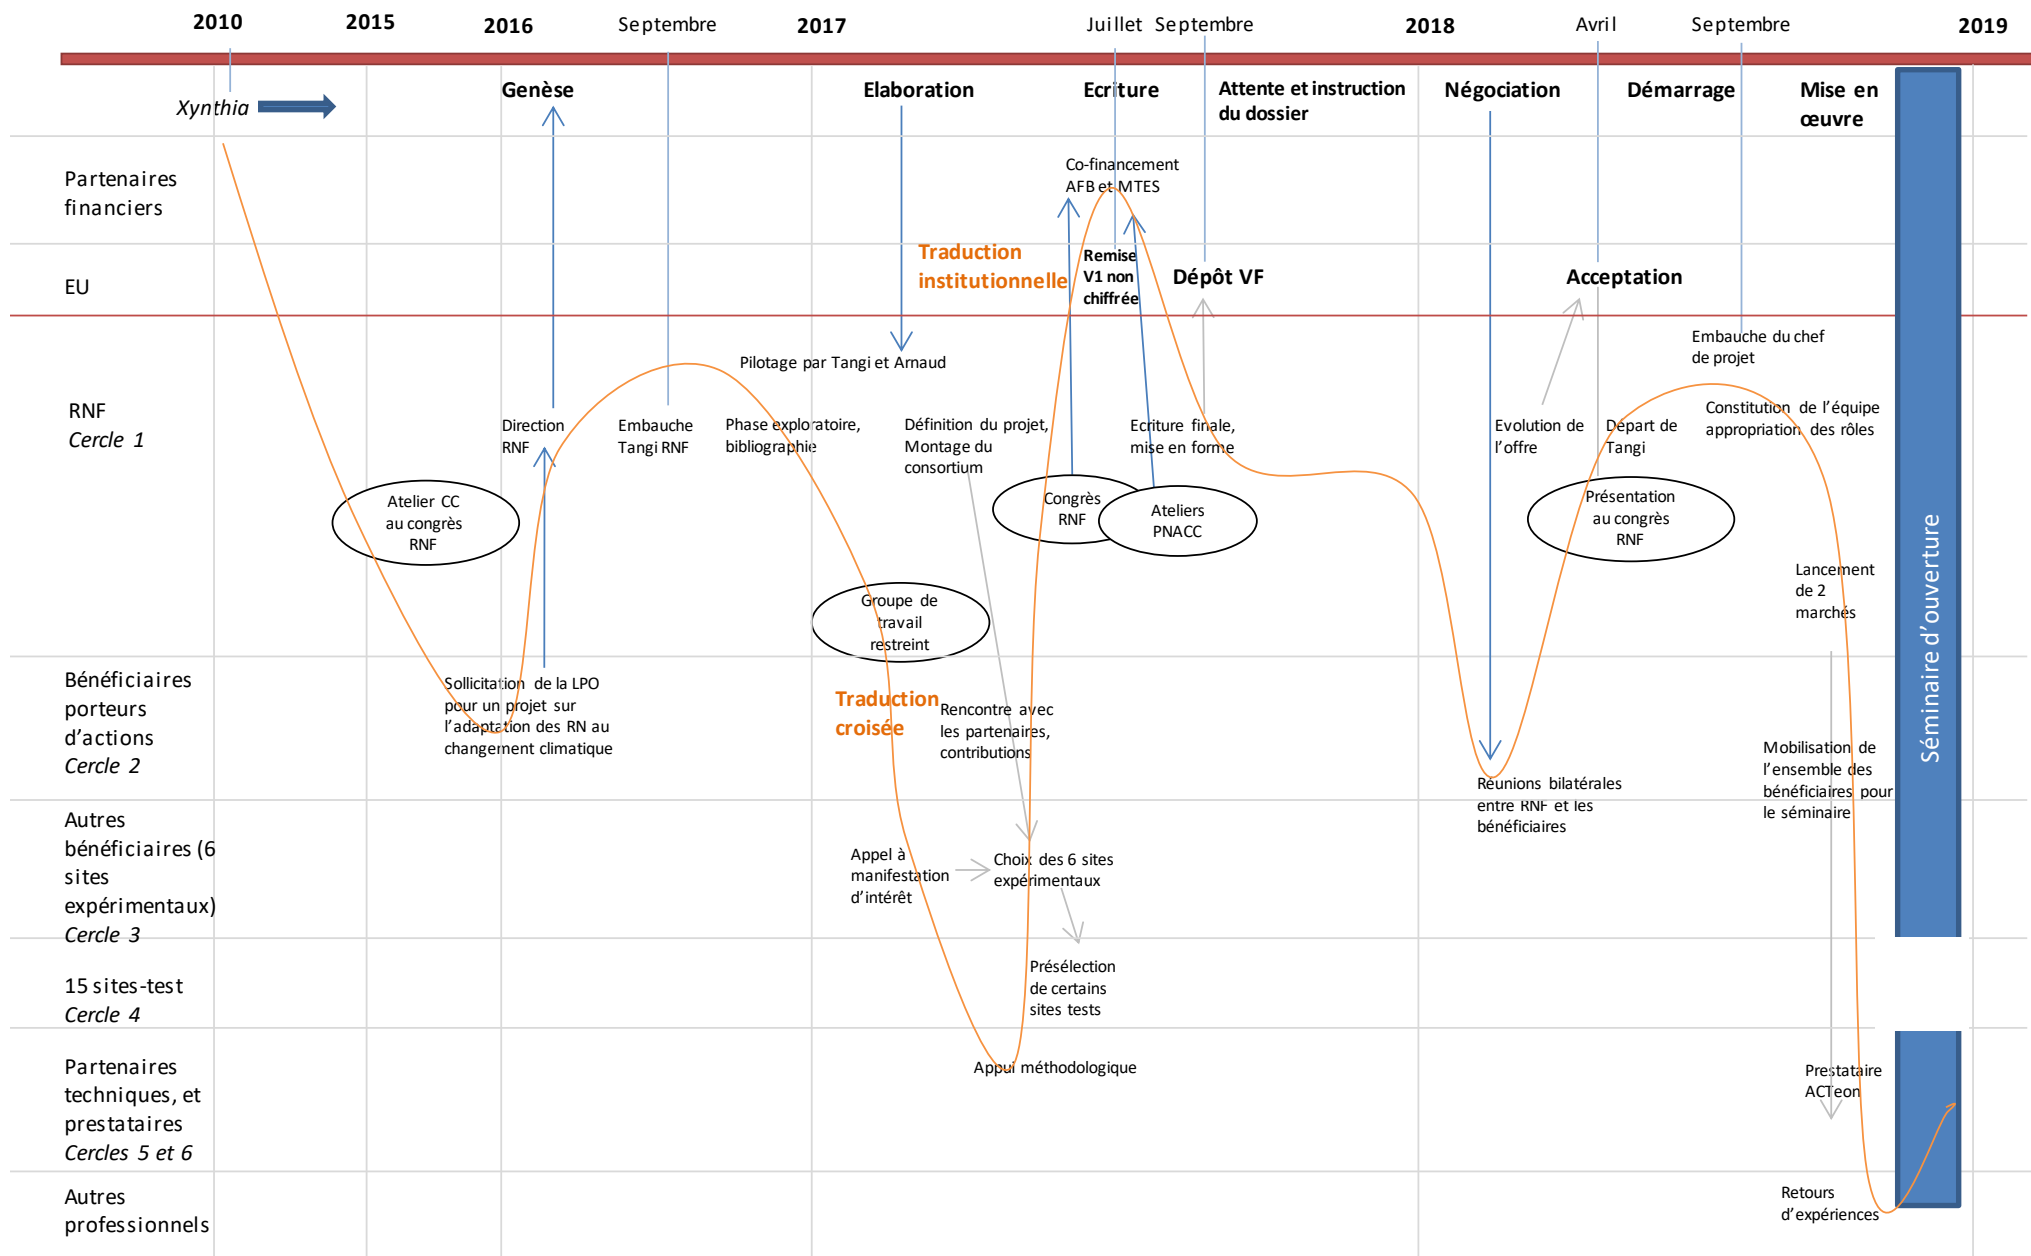 2010
2015
2016
Septembre
2017
Juillet
Septembre
2018
Avril
Septembre
2019
Xynthia
Genèse
Elaboration
Ecriture
Attente et instruction
du dossier
Négociation
Démarrage
Mise en
œuvre
Partenaires
financiers
Co-financement
AFB et MTES
EU
Traduction
institutionnelle
Remise
V1 non
chiffrée
Dépôt VF
Acceptation
RNF
Cercle 1
Pilotage par Tangi et Arnaud
Embauche du chef
de projet
Direction
RNF
Embauche
Tangi RNF
Phase exploratoire,
bibliographie
Définition du projet,
Montage du
consortium
Ecriture finale,
mise en forme
Evolution de
l’offre
Départ de
Tangi
Constitution de l’équipe
appropriation des rôles
Atelier CC
au congrès
RNF
Congrès
RNF
Ateliers
PNACC
Présentation
au congrès
RNF
Groupe de
travail
restreint
Lancement
de 2
marchés
Séminaire d’ouverture
Bénéficiaires
porteurs
d’actions
Cercle 2
Sollicitation de la LPO
pour un projet sur
l’adaptation des RN au
changement climatique
Traduction
croisée
Rencontre avec
les partenaires,
contributions
Réunions bilatérales
entre RNF et les
bénéficiaires
Mobilisation de
l’ensemble des
bénéficiaires pour
le séminaire
Autres
bénéficiaires (6
sites
expérimentaux)
Cercle 3
Appel à
manifestation
d’intérêt
Choix des 6 sites
expérimentaux
15 sites-test
Cercle 4
Présélection
de certains
sites tests
Partenaires
techniques, et
prestataires
Cercles 5 et 6
Appui méthodologique
Prestataire
ACTeon
Autres
professionnels
Retours
d’expériences